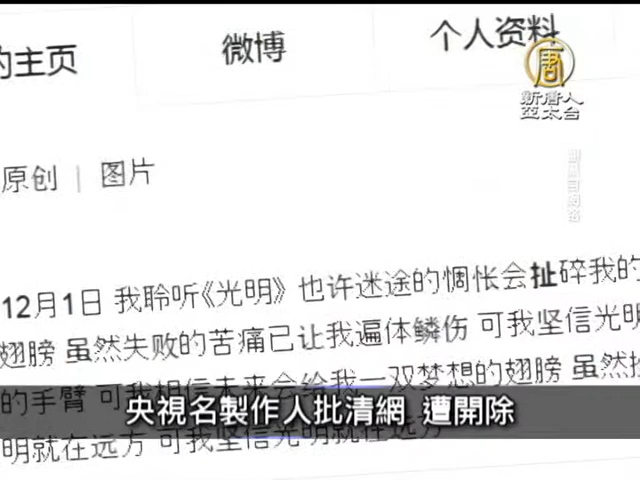 的主页
微博
个人资料
新唐人
亞太台
原创 | 图片
12月1日 我聆听《光明》也许迷途的惆怅会扯碎我的
翅膀 虽然失败的苦痛已让我遍体鳞伤 可我坚信光明
的手臂 可我相信未来会给我一双梦想的翅膀 虽然挫
明就在远方 可我坚信光明就在远方
央視名製作人批清網 遭開除